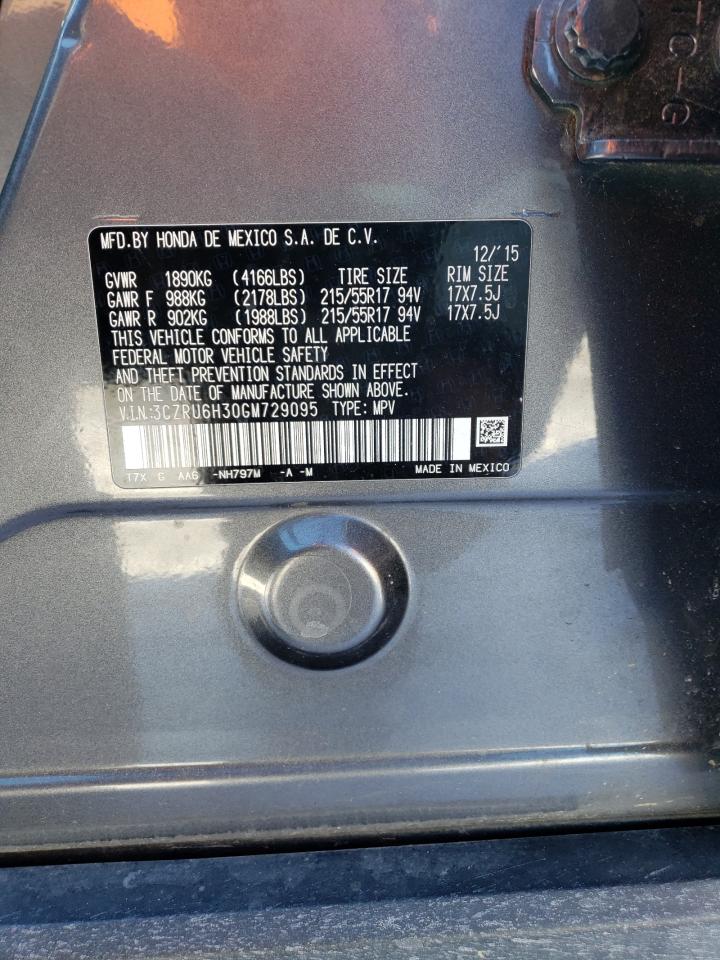 TC-G
MFD.BY HONDA DE MEXICO S.A. DE C.V.
12/'15
GVWR 1890KG (4166LBS) TIRE SIZE RIM SIZE
GAWR F 988KG (2178LBS) 215/55R17 94V 17X7.5J
GAWR R 902KG (1988LBS) 215/55R17 94V 17X7.5J
THIS VEHICLE CONFORMS TO ALL APPLICABLE
FEDERAL MOTOR VEHICLE SAFETY
AND THEFT PREVENTION STANDARDS IN EFFECT
ON THE DATE OF MANUFACTURE SHOWN ABOVE.
V.I.N:3CZRU6H30GM729095 TYPE: MPV
T7X G AA6 -NH797M -A -M MADE IN MEXICO